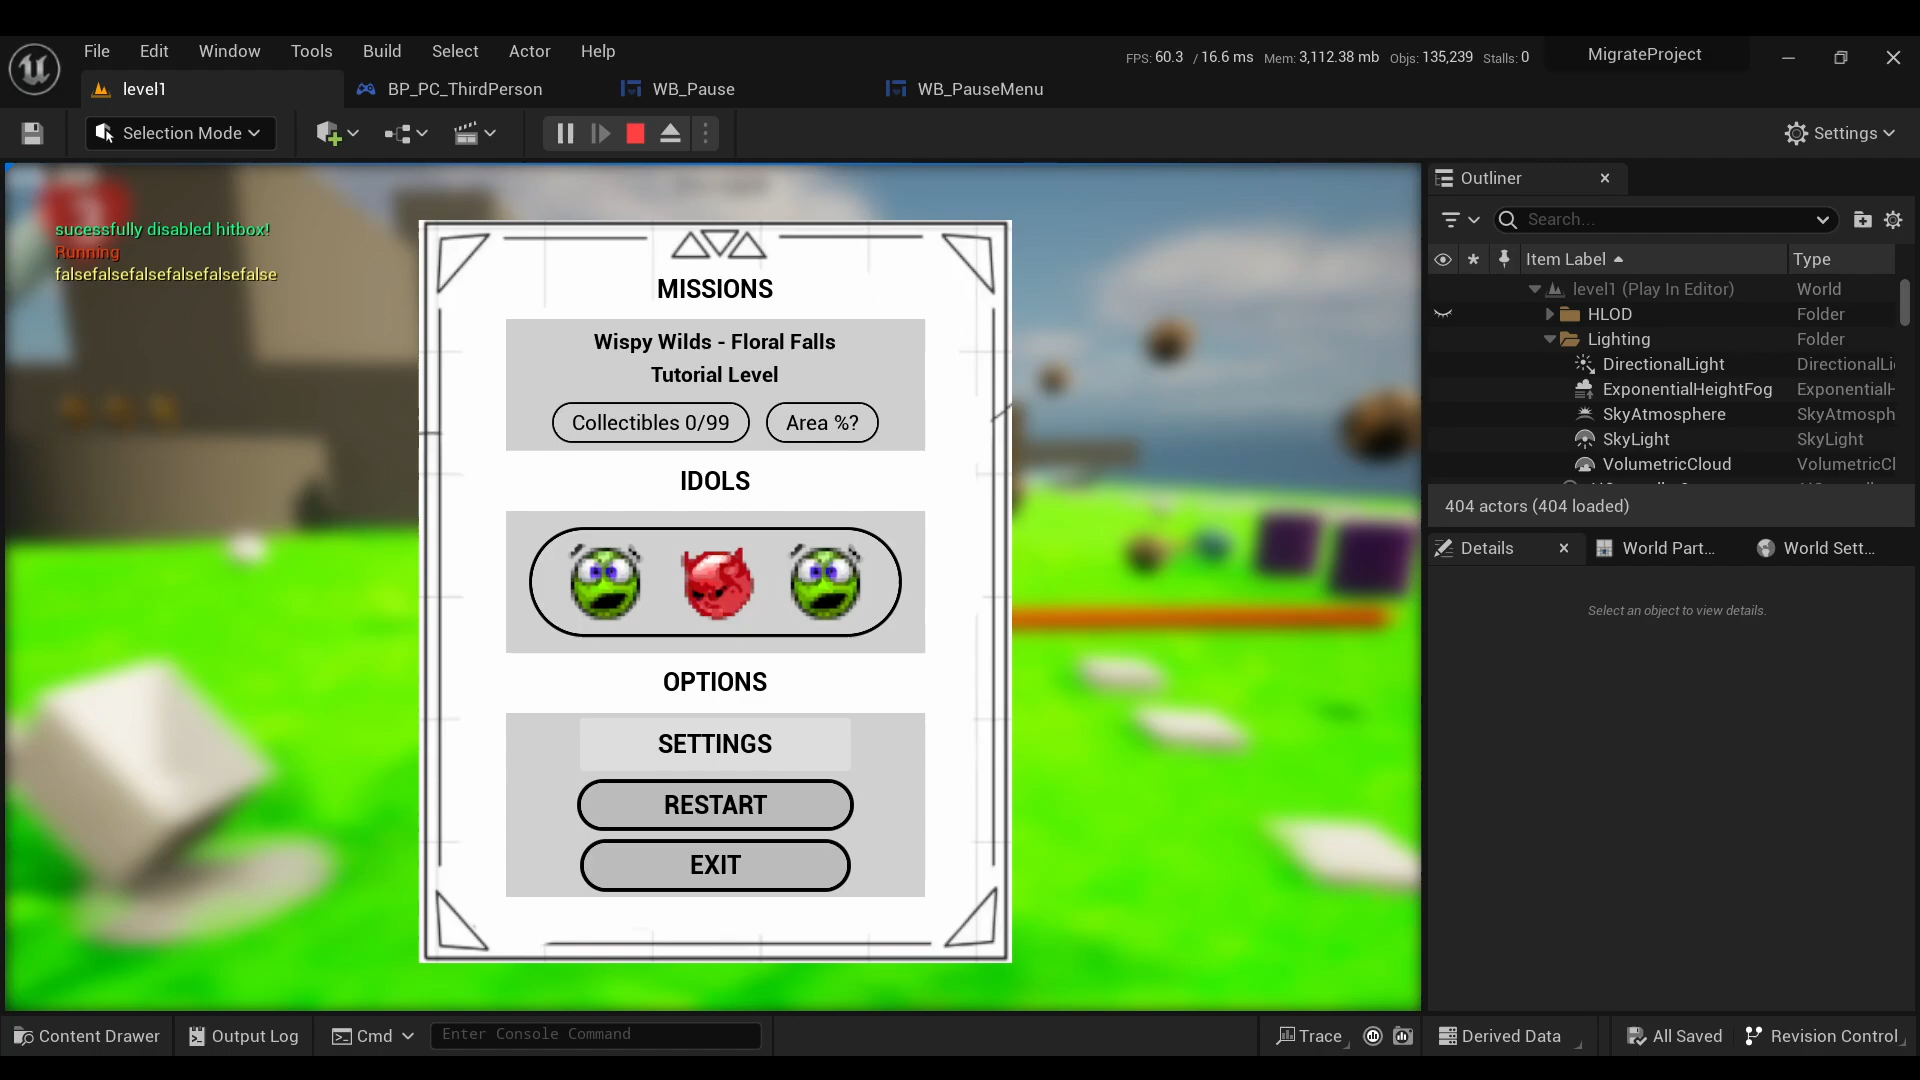 File Edit Window Tools Build Select Actor Help
FPS: 60.3 / 16.6 ms Mem: 3,112.38 mb Objs: 135,239 Stalls: 0
MigrateProject
level1 BP_PC_ThirdPerson WB_Pause WB_PauseMenu
Selection Mode
Settings
sucessfully disabled hitbox!
Running
falsefalsefalsefalsefalsefalse
MISSIONS
Wispy Wilds - Floral Falls
Tutorial Level
Collectibles 0/99 Area %?
IDOLS
OPTIONS
SETTINGS
RESTART
EXIT
Outliner
Search...
Item Label Type
level1 (Play In Editor) World
HLOD Folder
Lighting Folder
DirectionalLight DirectionalLi
ExponentialHeightFog ExponentialH
SkyAtmosphere SkyAtmosph
SkyLight SkyLight
VolumetricCloud VolumetricCl
404 actors (404 loaded)
Details World Part... World Sett...
Select an object to view details.
Content Drawer Output Log Cmd Enter Console Command Trace Derived Data All Saved Revision Control